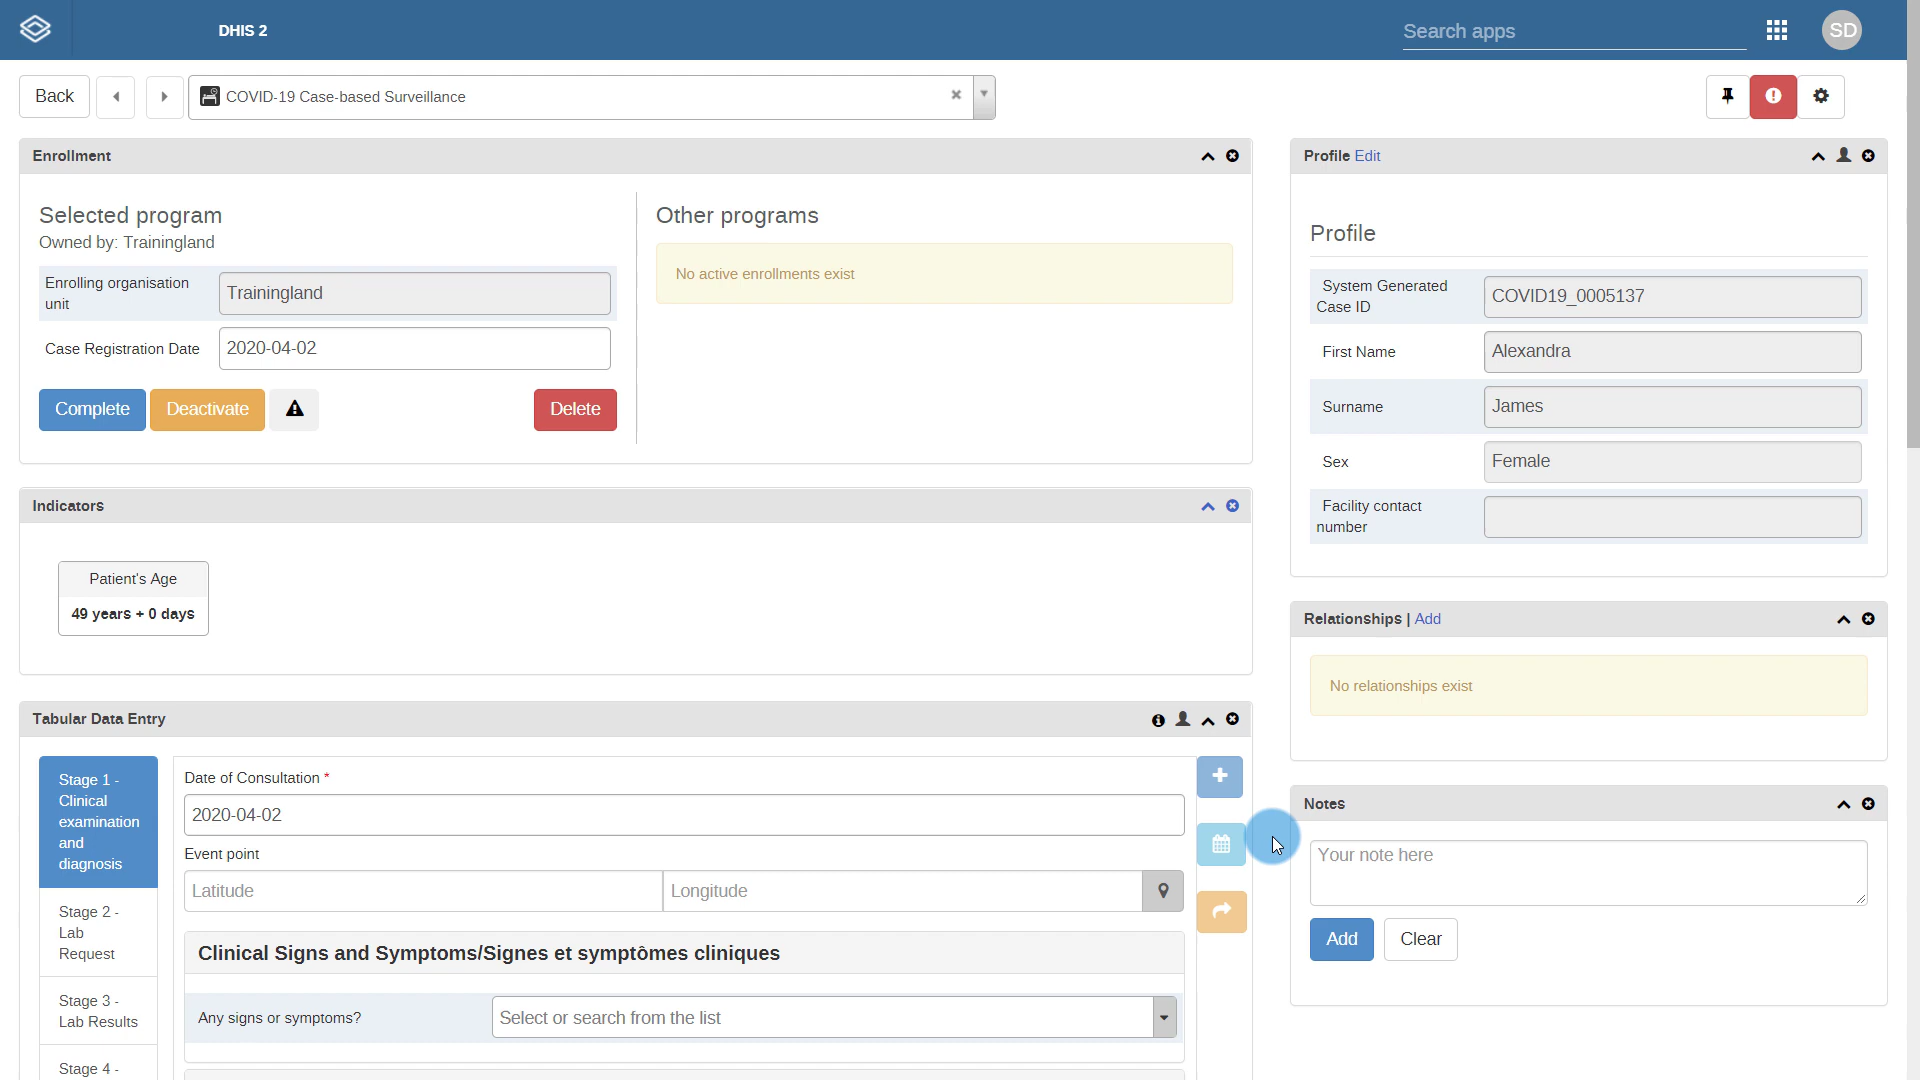 DHIS 2
Search apps
SD
Back
COVID-19 Case-based Surveillance
Enrollment
Selected program
Owned by: Trainingland
Enrolling organisation
unit
Trainingland
Case Registration Date
2020-04-02
Complete
Deactivate
Delete
Other programs
No active enrollments exist
Indicators
Patient's Age
49 years + 0 days
Tabular Data Entry
Stage 1 -
Clinical
examination
and
diagnosis
Stage 2 -
Lab
Request
Stage 3 -
Lab Results
Stage 4 -
Date of Consultation *
2020-04-02
Event point
Latitude
Longitude
Clinical Signs and Symptoms/Signes et symptômes cliniques
Any signs or symptoms?
Select or search from the list
Profile Edit
Profile
System Generated
Case ID
COVID19_0005137
First Name
Alexandra
Surname
James
Sex
Female
Facility contact
number
Relationships | Add
No relationships exist
Notes
Your note here
Add
Clear